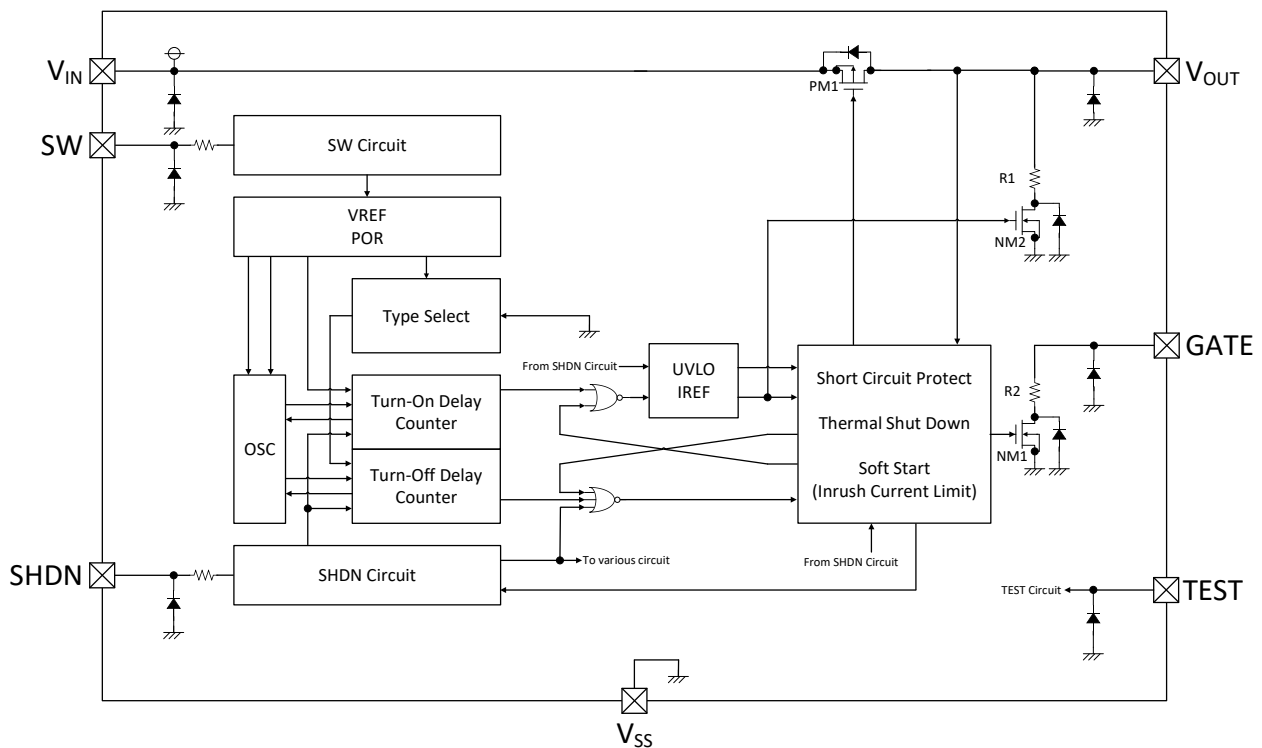 VIN
PM1
VOUT
SW
SW Circuit
R1
VREF
POR
NM2
Type Select
GATE
From SHDN Circuit
UVLO
IREF
Short Circuit Protect
R2
Turn-On Delay
Counter
Thermal Shut Down
NM1
OSC
Turn-Off Delay
Counter
Soft Start
(Inrush Current Limit)
SHDN
SHDN Circuit
To various circuit
From SHDN Circuit
TEST Circuit
TEST
VSS